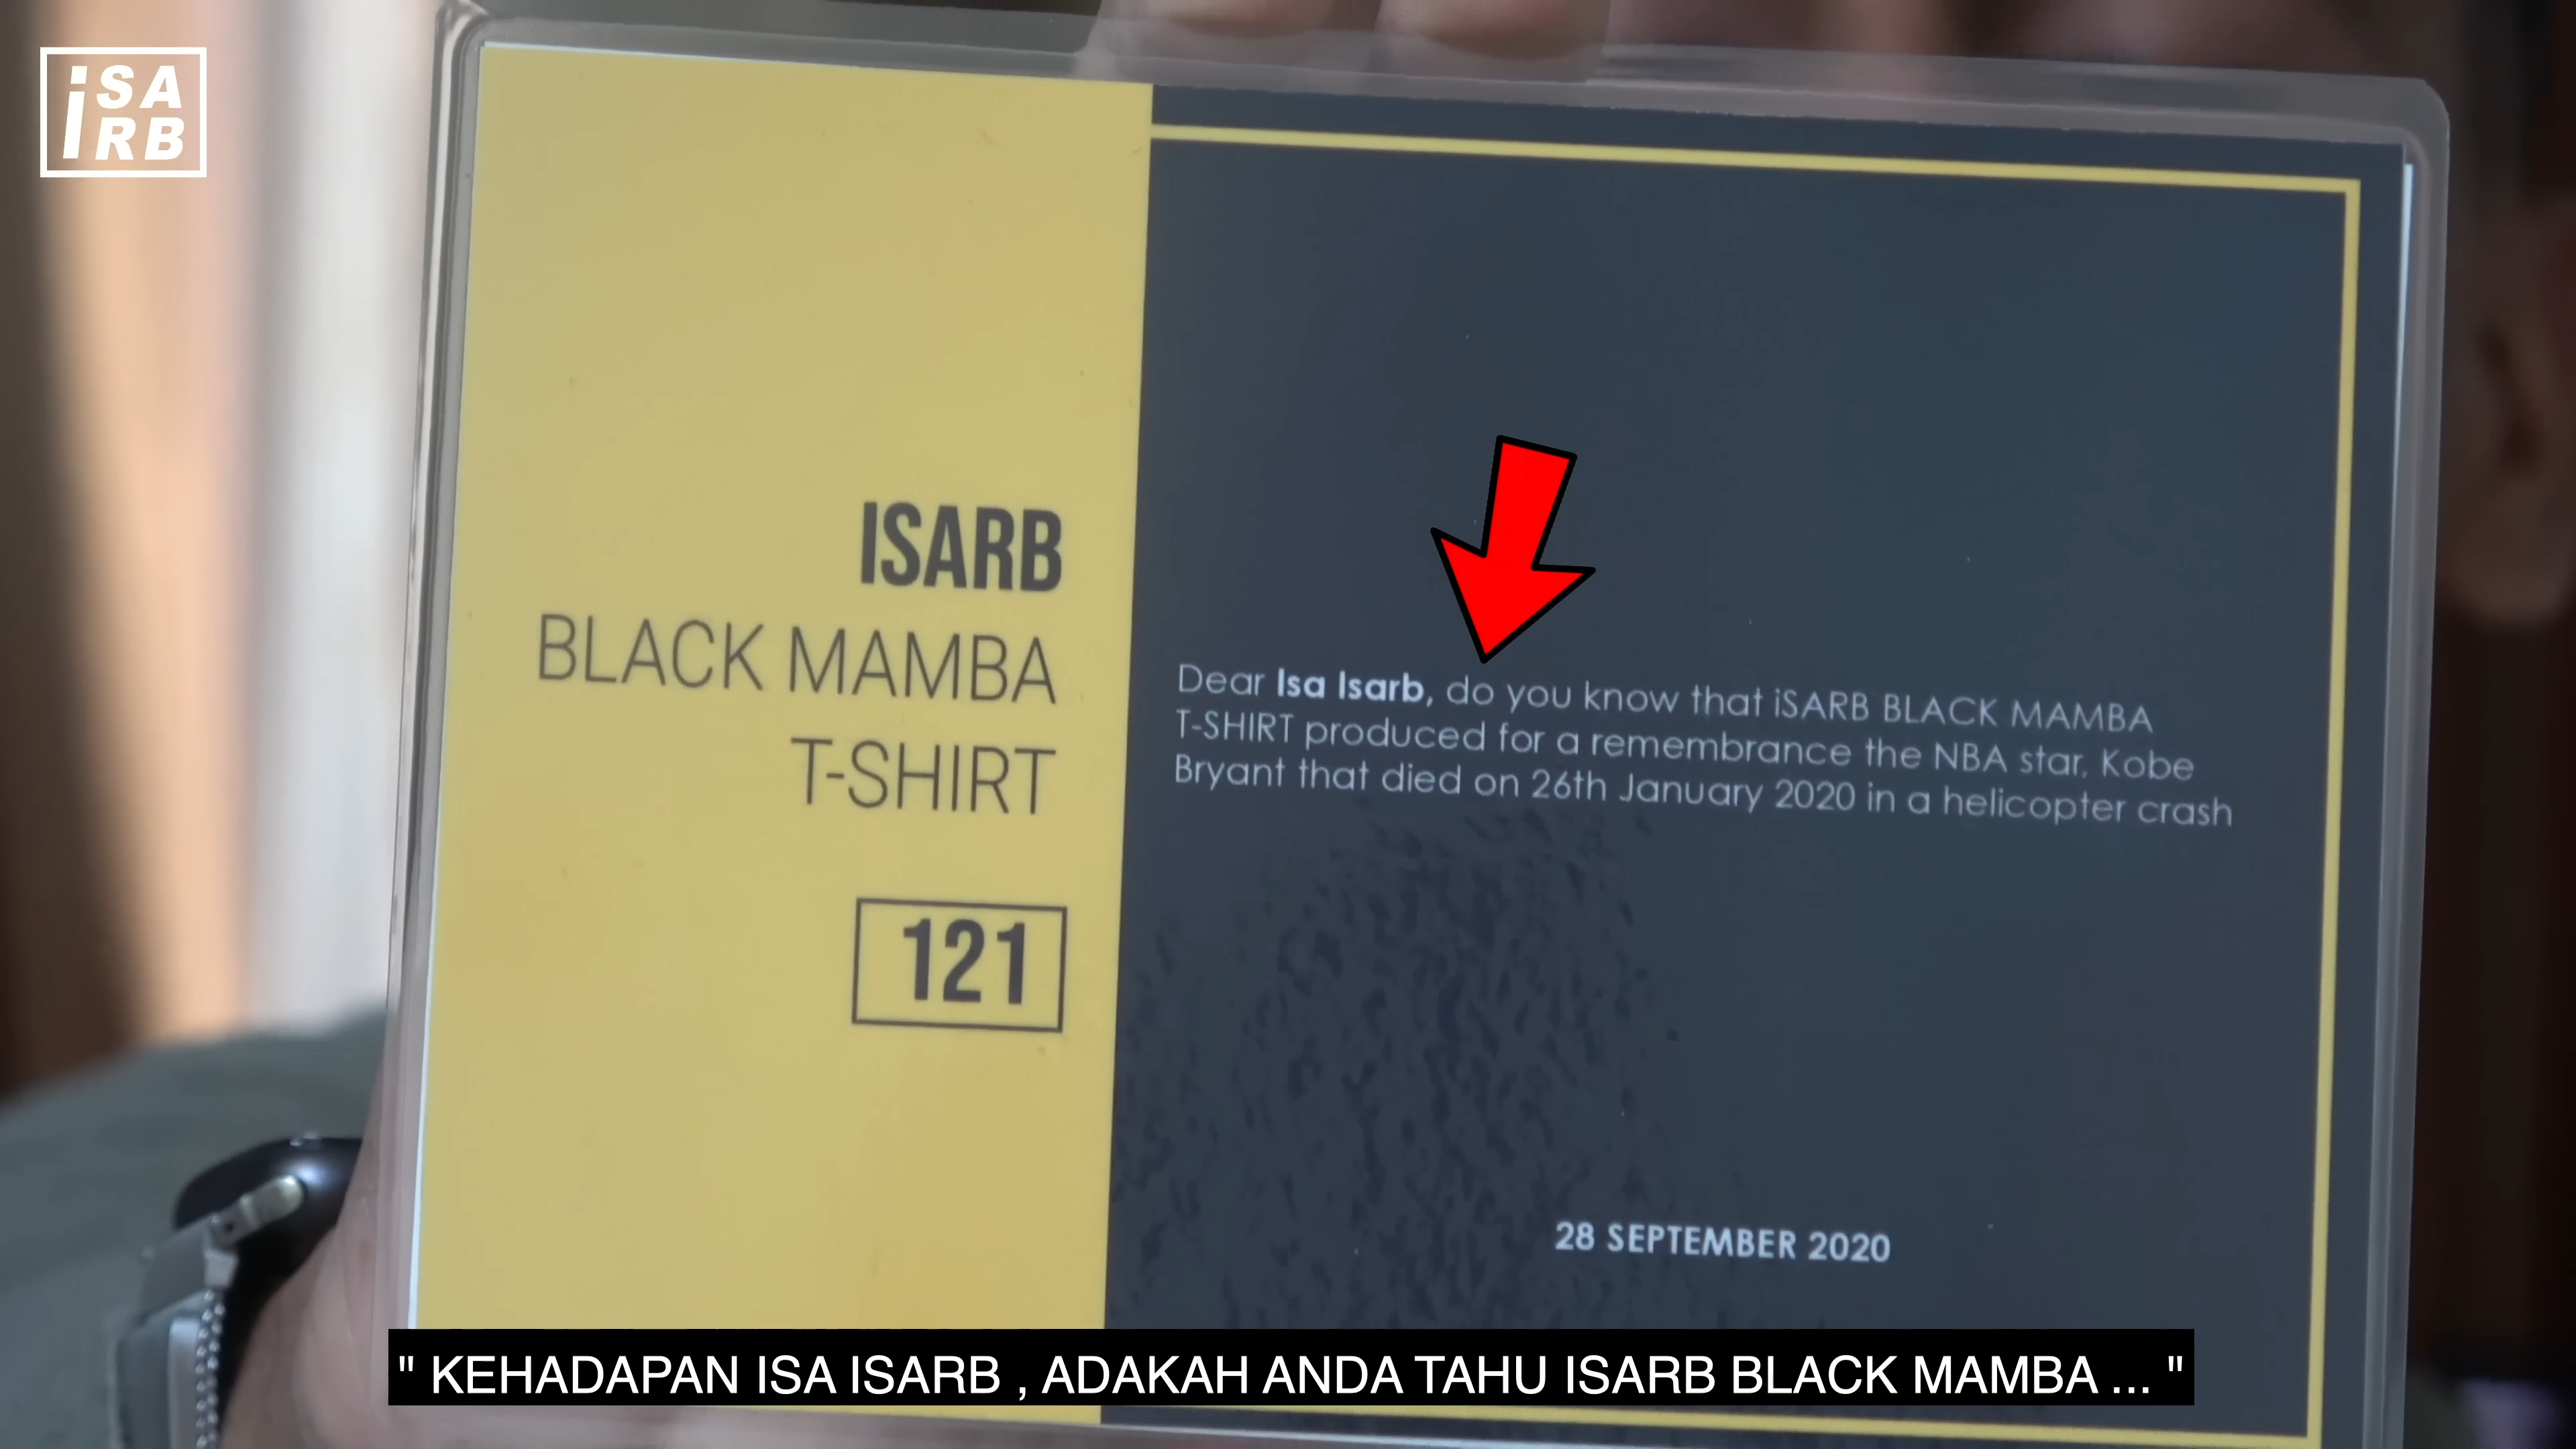 iSA
RB
ISARB
BLACK MAMBA
T-SHIRT
121
Dear Isa Isarb, do you know that iSARB BLACK MAMBA
T-SHIRT produced for a remembrance the NBA star, Kobe
Bryant that died on 26th January 2020 in a helicopter crash
28 SEPTEMBER 2020
" KEHADAPAN ISA ISARB , ADAKAH ANDA TAHU ISARB BLACK MAMBA ... "